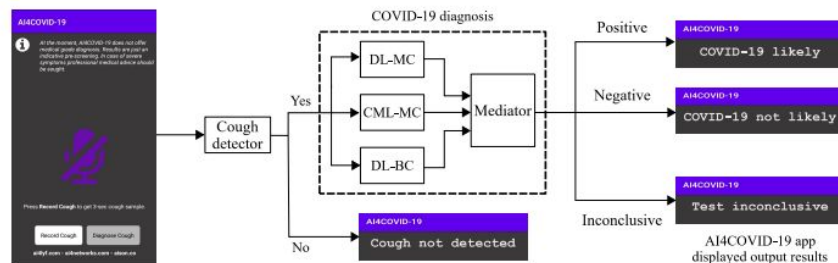 AI4COVID-19
At the moment, AI4COVID-19 does not offer
medical grade diagnosis. Results are just an
indicative pre-screening. In case of severe
symptoms professional medical advice should
be sought.
Press Record Cough to get 3-sec cough sample.
Record Cough
Diagnose Cough
ai4lyf.com - ai4networks.com -
Cough
detector
Yes
No
COVID-19 diagnosis
DL-MC
CML-MC
DL-BC
Mediator
AI4COVID-19
Cough not detected
Positive
AI4COVID-19
COVID-19 likely
Negative
AI4COVID-19
COVID-19 not likely
Inconclusive
AI4COVID-19
Test inconclusive
AI4COVID-19 app
displayed output results